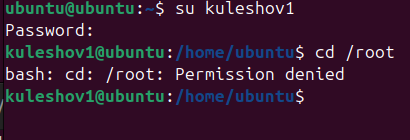 ubuntu@ubuntu:~$ su kuleshov1
Password:
kuleshov1@ubuntu:/home/ubuntu$ cd /root
bash: cd: /root: Permission denied
kuleshov1@ubuntu:/home/ubuntu$